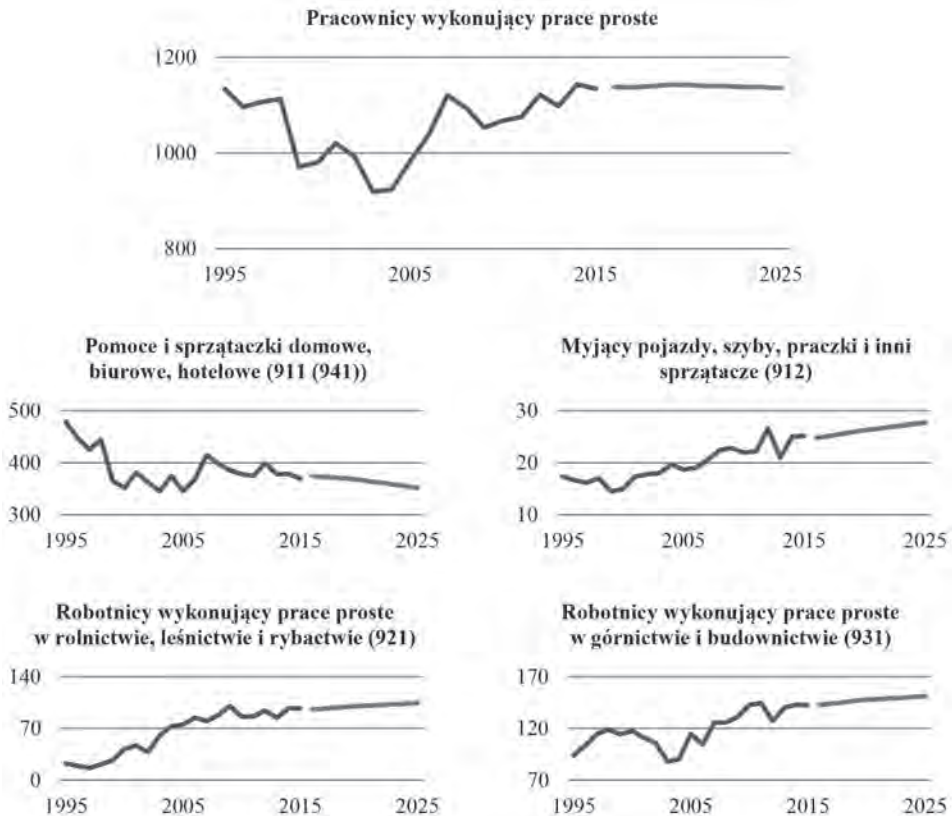 Pracownicy wykonujący prace proste
1200
1000
800
1995 2005 2015 2025
Pomoce i sprzątaczki domowe,
biurowe, hotelowe (911 (941))
500
400
300
1995 2005 2015 2025
Myjący pojazdy, szyby, praczki i inni
sprzątacze (912)
30
20
10
1995 2005 2015 2025
Robotnicy wykonujący prace proste
w rolnictwie, leśnictwie i rybactwie (921)
140
70
0
1995 2005 2015 2025
Robotnicy wykonujący prace proste
w górnictwie i budownictwie (931)
170
120
70
1995 2005 2015 2025